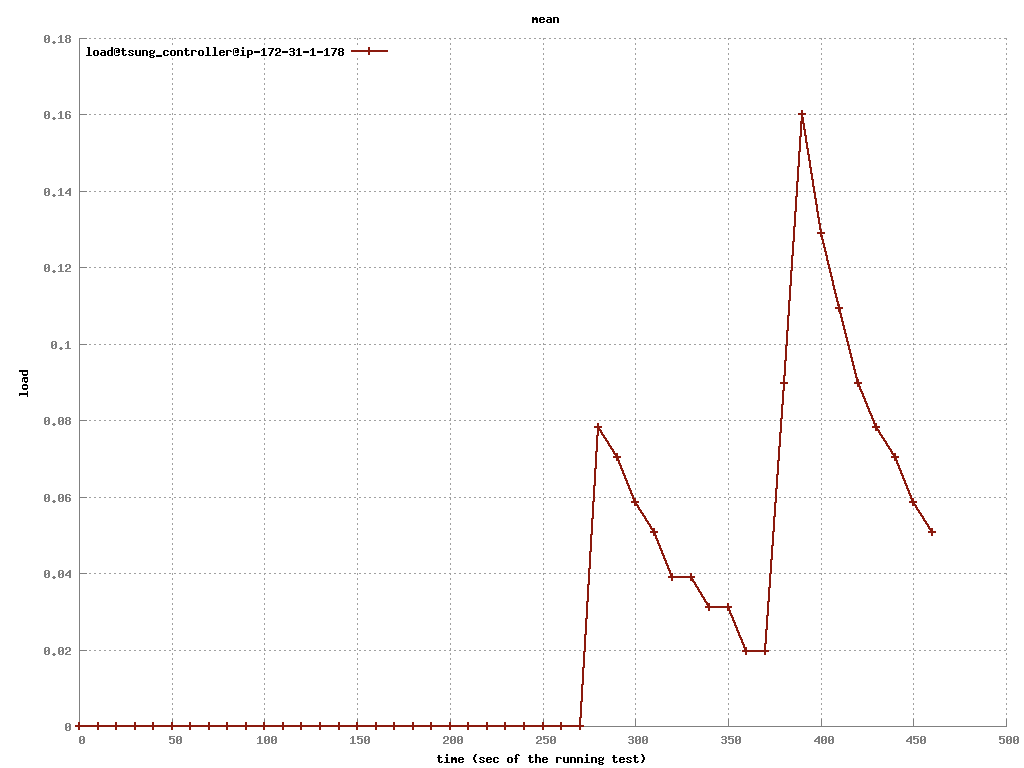 mean
0.18
load@tsung_controller@ip-172-31-1-178
0.16
0.14
0.12
0.1
load
0.08
0.06
0.04
0.02
0
0 50 100 150 200 250 300 350 400 450 500
time (sec of the running test)